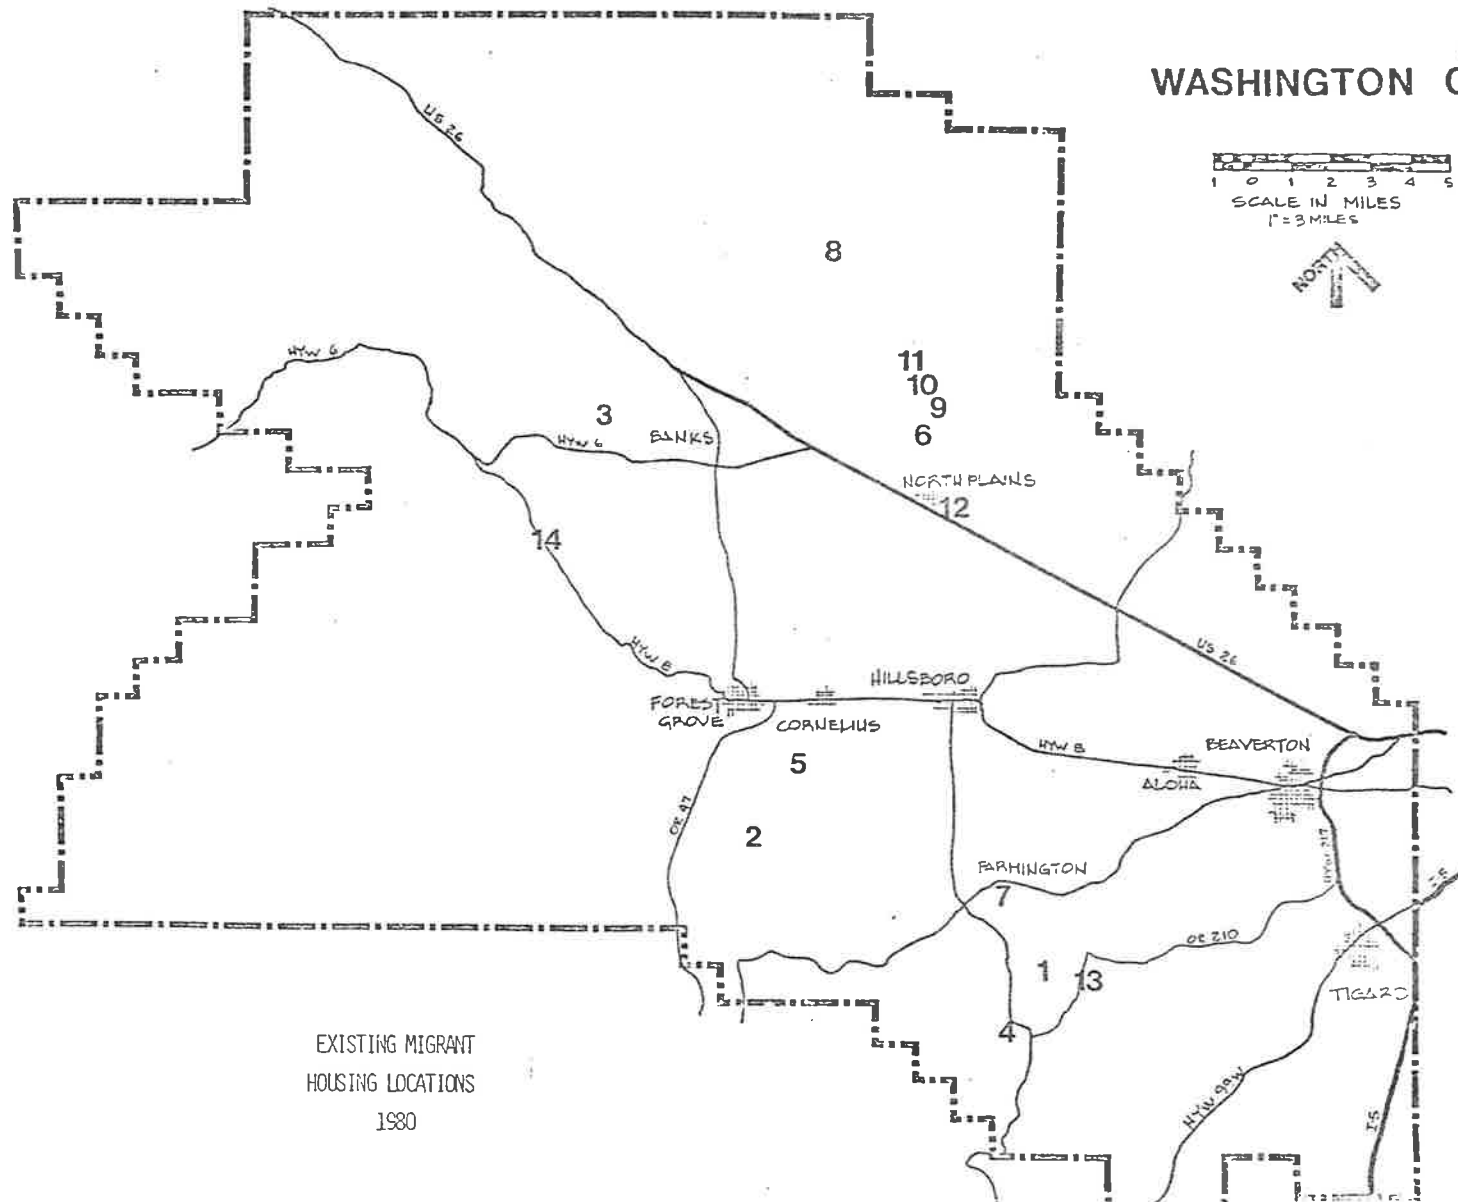 WASHINGTON C
1 0 1 2 3 4 5
SCALE IN MILES
1"=3 MILES
NORTH
US 26
8
HYW 6
11
10
9
3
6
BANKS
HYW 6
NORTH PLAINS
12
14
HYW 8
US 26
HILLSBORO
FOREST
GROVE
CORNELIUS
5
HYW 8
BEAVERTON
ALOHA
OR 47
2
HYW 217
FARMINGTON
7
I-5
OR 210
1
13
TIGARD
4
HYW 99W
I-5
EXISTING MIGRANT
HOUSING LOCATIONS
1980